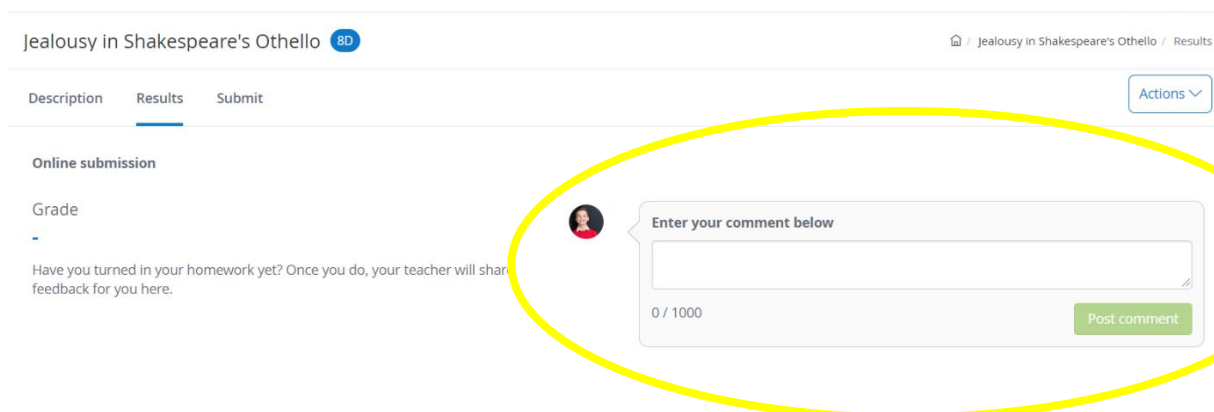 Jealousy in Shakespeare's Othello 8D
/ Jealousy in Shakespeare's Othello / Results
Description Results Submit
Actions
Online submission
Grade
-
Have you turned in your homework yet? Once you do, your teacher will share
feedback for you here.
Enter your comment below
0 / 1000
Post comment